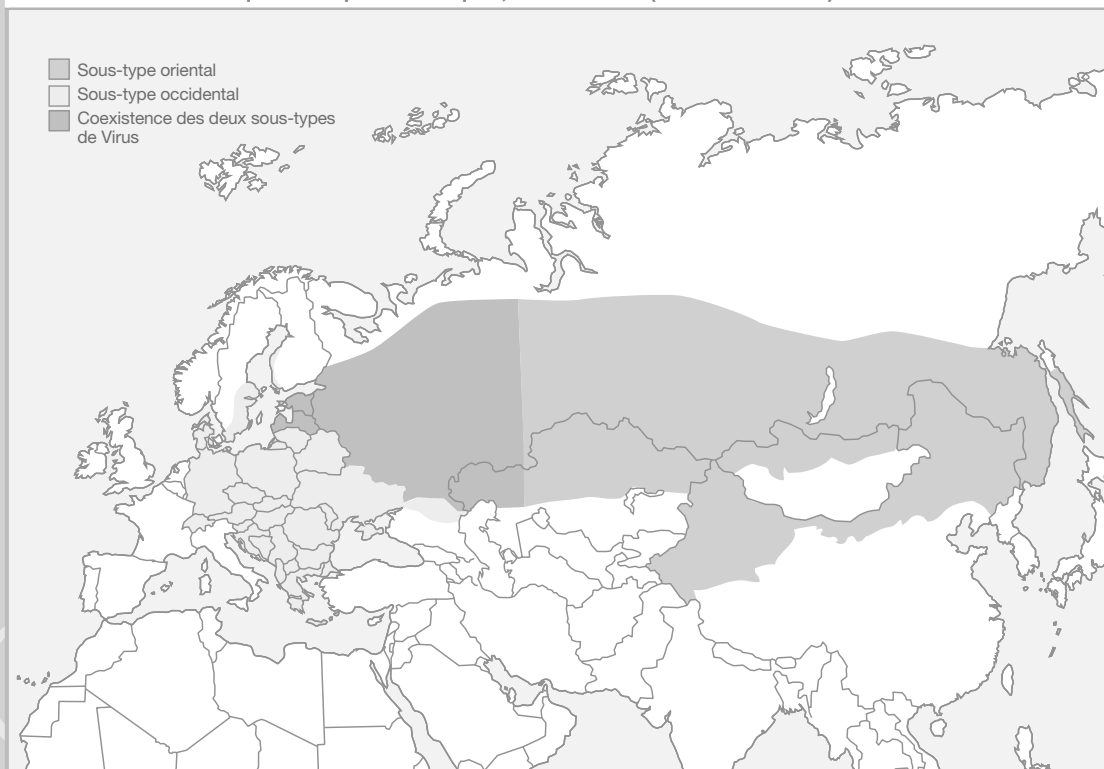 Sous-type oriental
Sous-type occidental
Coexistence des deux sous-types
de Virus